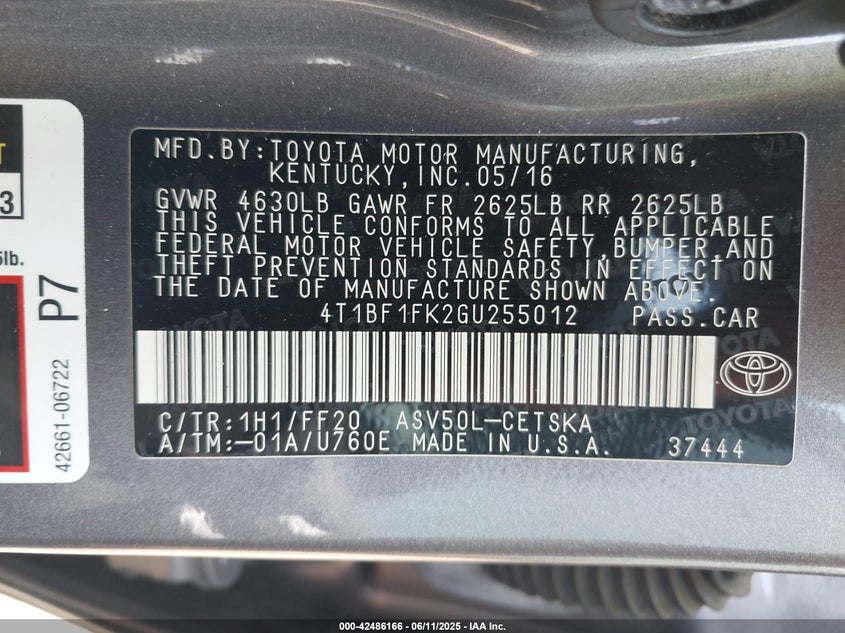 T
3
5lb.
P7
42661-06722
MFD.BY:TOYOTA MOTOR MANUFACTURING,
KENTUCKY,INC.05/16
GVWR 4630LB GAWR FR 2625LB RR 2625LB
THIS VEHICLE CONFORMS TO ALL APPLICABLE
FEDERAL MOTOR VEHICLE SAFETY,BUMPER,AND
THEFT PREVENTION STANDARDS IN EFFECT ON
THE DATE OF MANUFACTURE SHOWN ABOVE.
4T1BF1FK2GU255012 PASS.CAR
C/TR:1H1/FF20 ASV50L-CETSKA
A/TM:-01A/U760E MADE IN U.S.A. 37444
TOYOTA
000-42486166 - 06/11/2025 - IAA Inc.